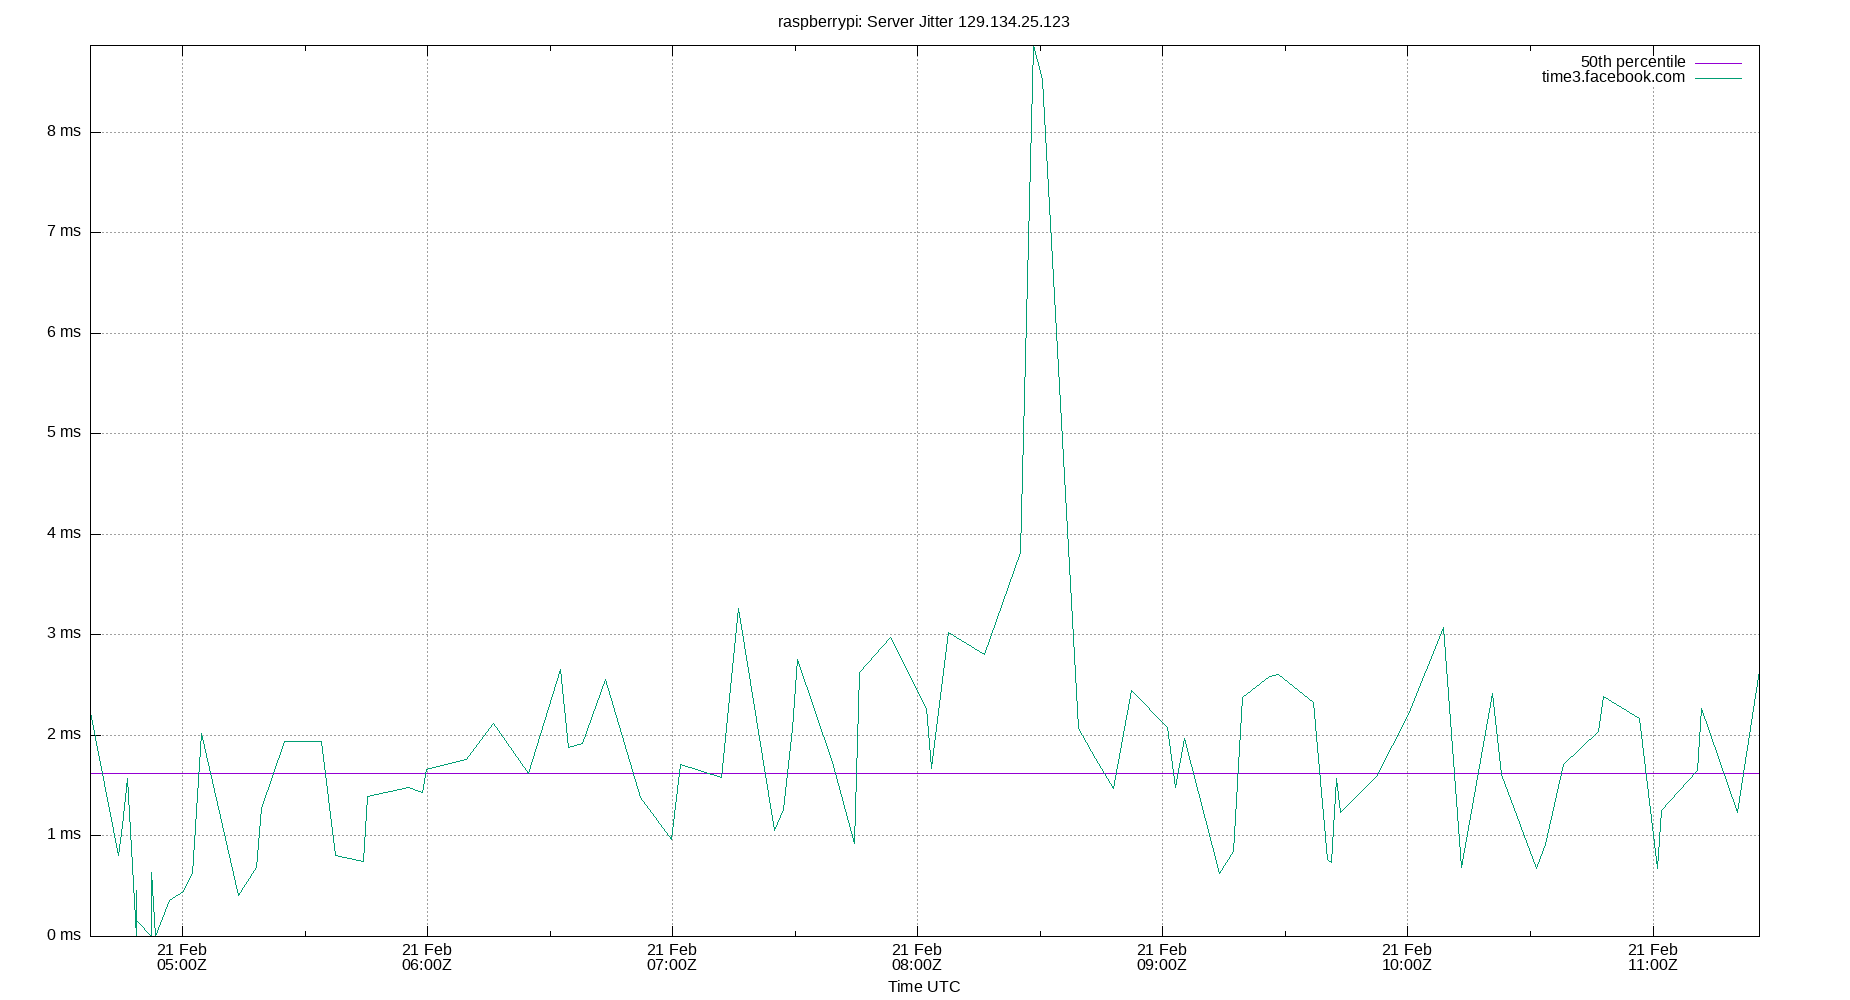 raspberrypi: Server Jitter 129.134.25.123
50th percentile
time3.facebook.com
8 ms
7 ms
6 ms
5 ms
4 ms
3 ms
2 ms
1 ms
0 ms
21 Feb 21 Feb 21 Feb 21 Feb 21 Feb 21 Feb 21 Feb
05:00Z 06:00Z 07:00Z 08:00Z 09:00Z 10:00Z 11:00Z
Time UTC